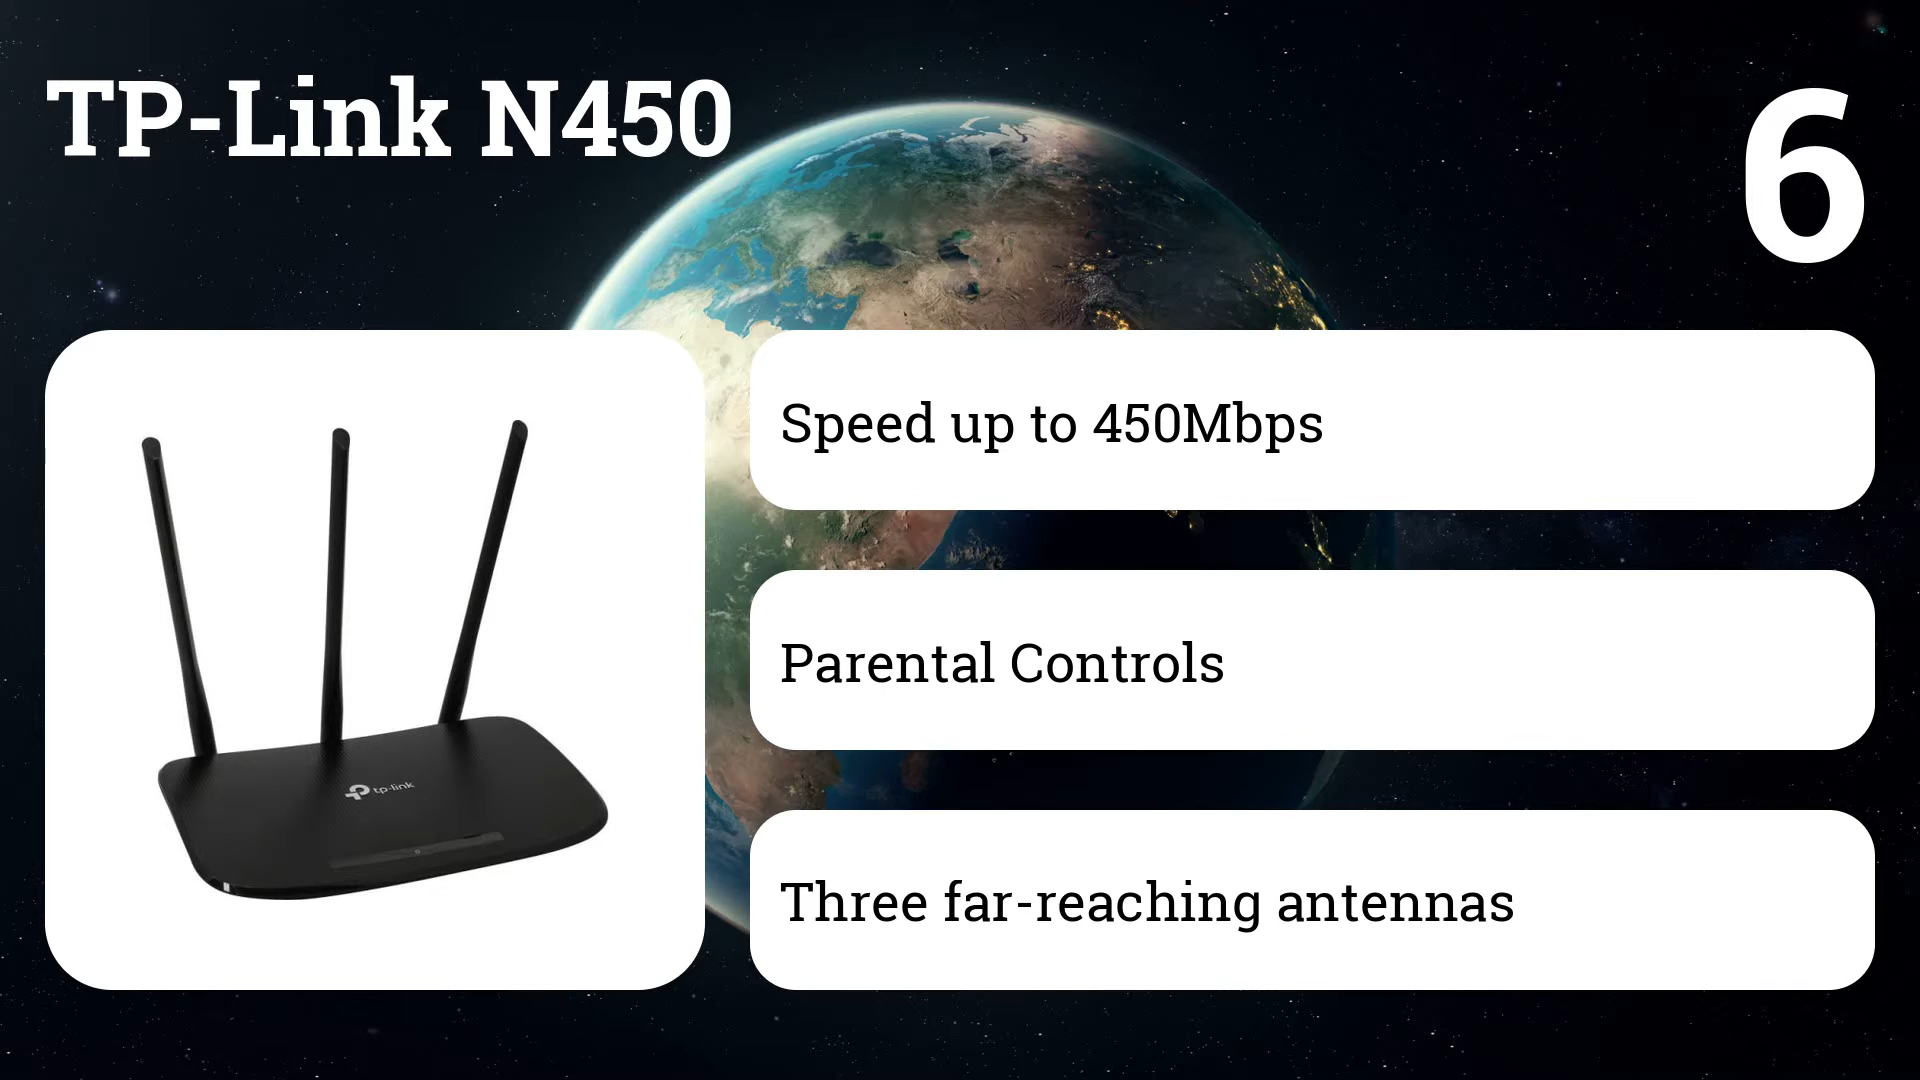 TP-Link N450
6
Speed up to 450Mbps
Parental Controls
Three far-reaching antennas
tp-link